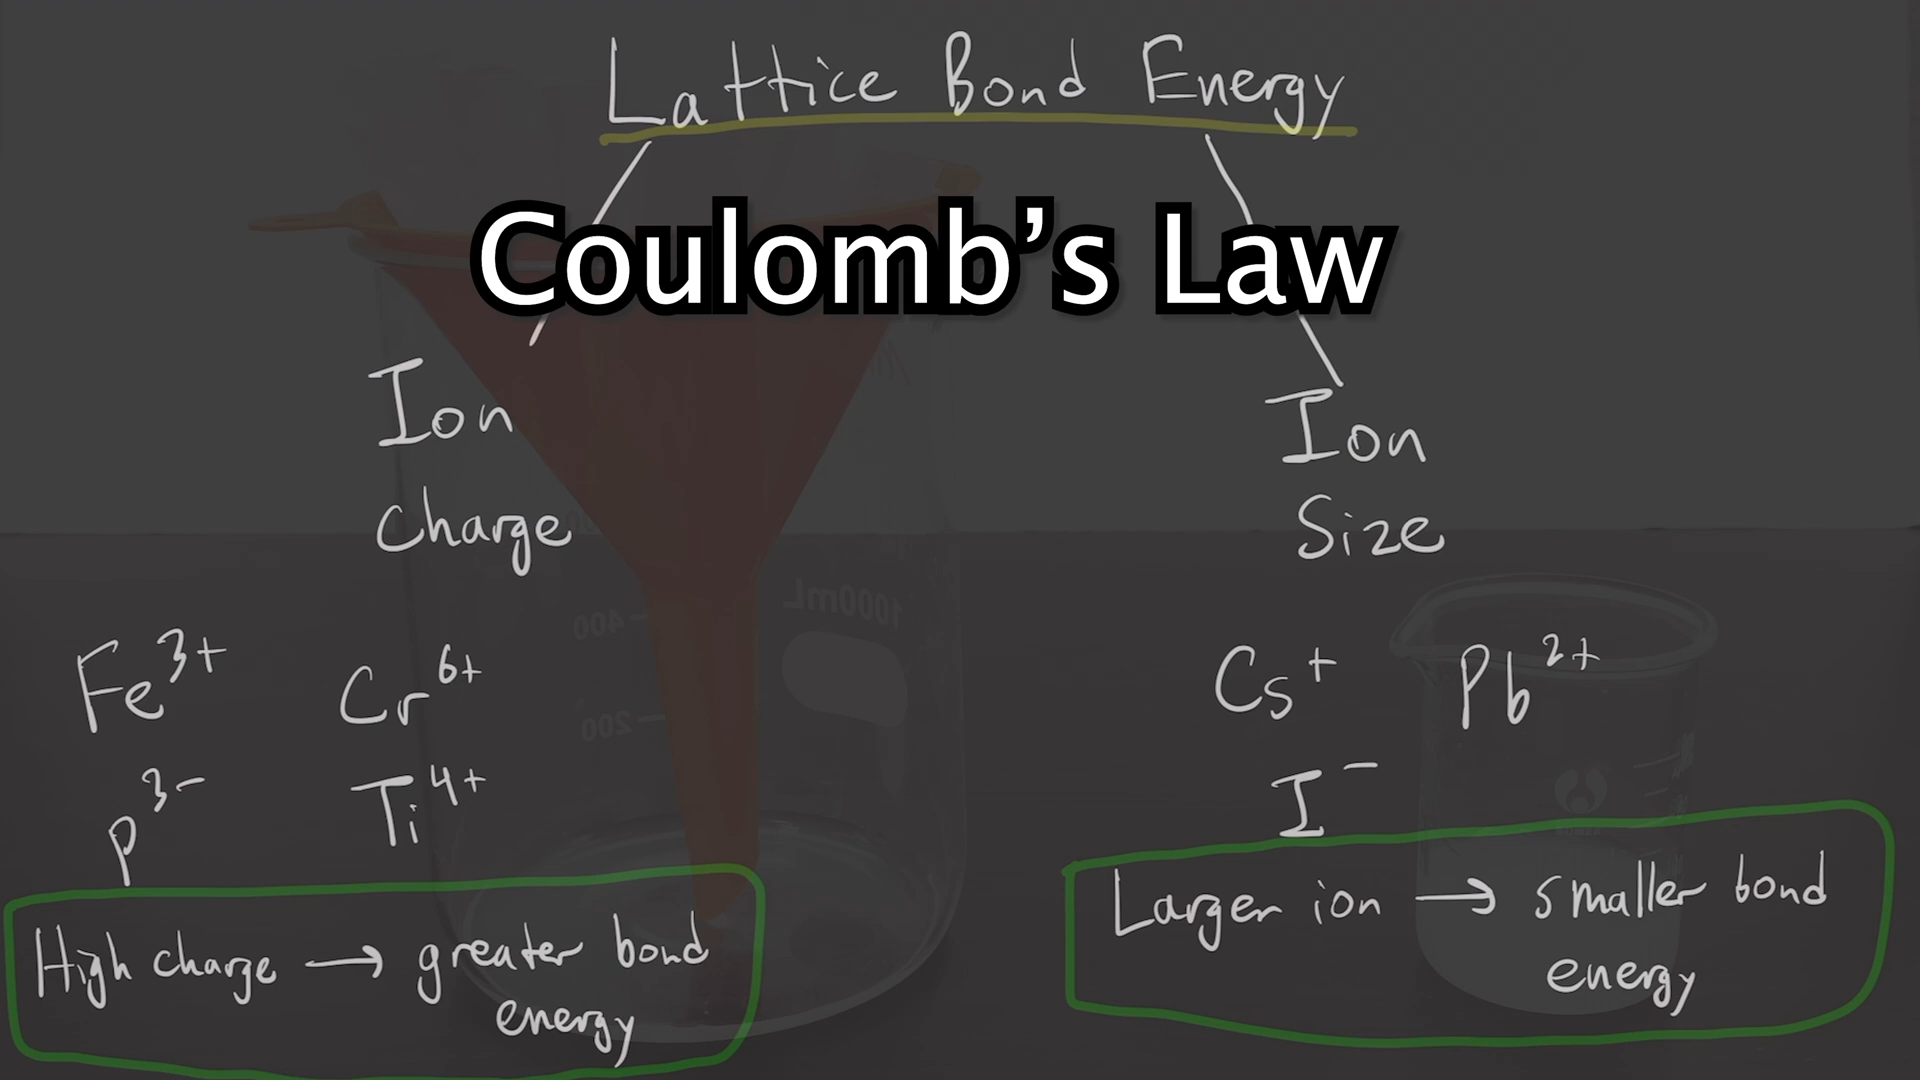 Lattice Bond Energy
Coulomb’s Law
Ion
Charge
Ion
Size
Fe³⁺ Cr⁶⁺
P³⁻ Ti⁴⁺
Cs⁺ Pb²⁺
I⁻
High charge → greater bond
energy
Larger ion → smaller bond
energy
1000mL
400
200